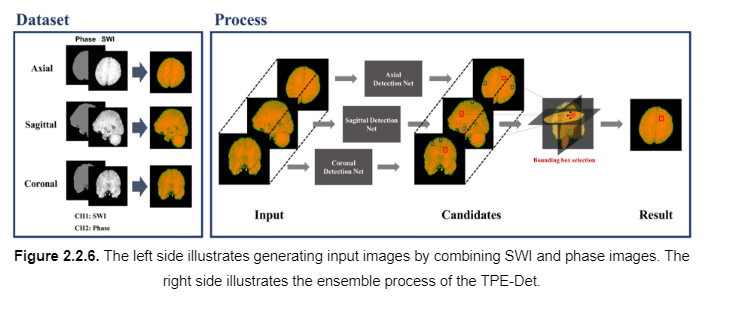 Dataset
Process
Phase SWI
Axial
Sagittal
Coronal
CH1: SWI
CH2: Phase
Axial
Detection Net
Sagittal Detection
Net
Coronal
Detection Net
Bounding box selection
Input
Candidates
Result
Figure 2.2.6. The left side illustrates generating input images by combining SWI and phase images. The
right side illustrates the ensemble process of the TPE-Det.